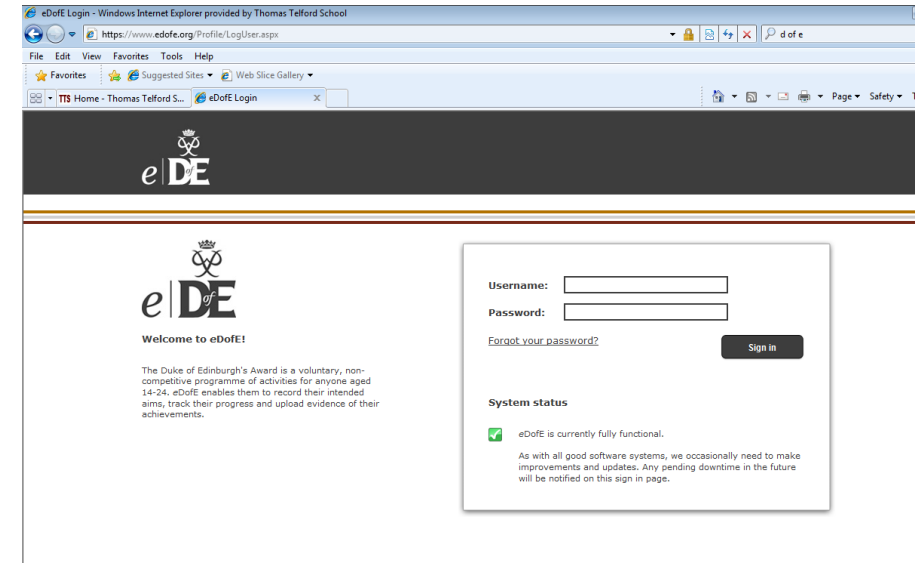 eDofE Login - Windows Internet Explorer provided by Thomas Telford School
https://www.edofe.org/Profile/LogUser.aspx
d of e
File Edit View Favorites Tools Help
Favorites Suggested Sites Web Slice Gallery
TTS Home - Thomas Telford S... eDofE Login x Page Safety
e DofE
e DofE
Welcome to eDofE!
The Duke of Edinburgh's Award is a voluntary, non-
competitive programme of activities for anyone aged
14-24. eDofE enables them to record their intended
aims, track their progress and upload evidence of their
achievements.
Username:
Password:
Forgot your password?
Sign in
System status
eDofE is currently fully functional.
As with all good software systems, we occasionally need to make
improvements and updates. Any pending downtime in the future
will be notified on this sign in page.